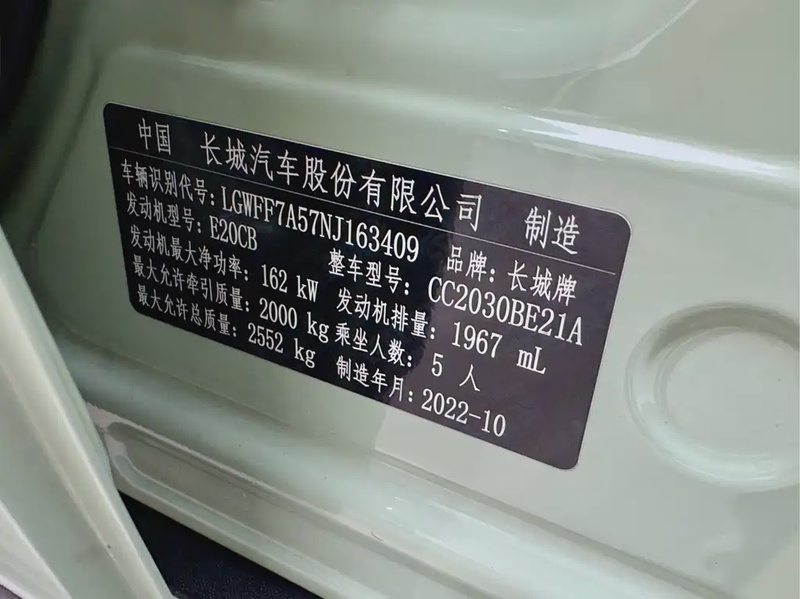 中国 长城汽车股份有限公司 制造
车辆识别代号: LGWFF7A57NJ163409 品牌: 长城牌
发动机型号: E20CB 整车型号: CC2030BE21A
发动机最大净功率: 162 kW 发动机排量: 1967 mL
最大允许牵引质量: 2000 kg 乘坐人数: 5 人
最大允许总质量: 2552 kg 制造年月: 2022-10